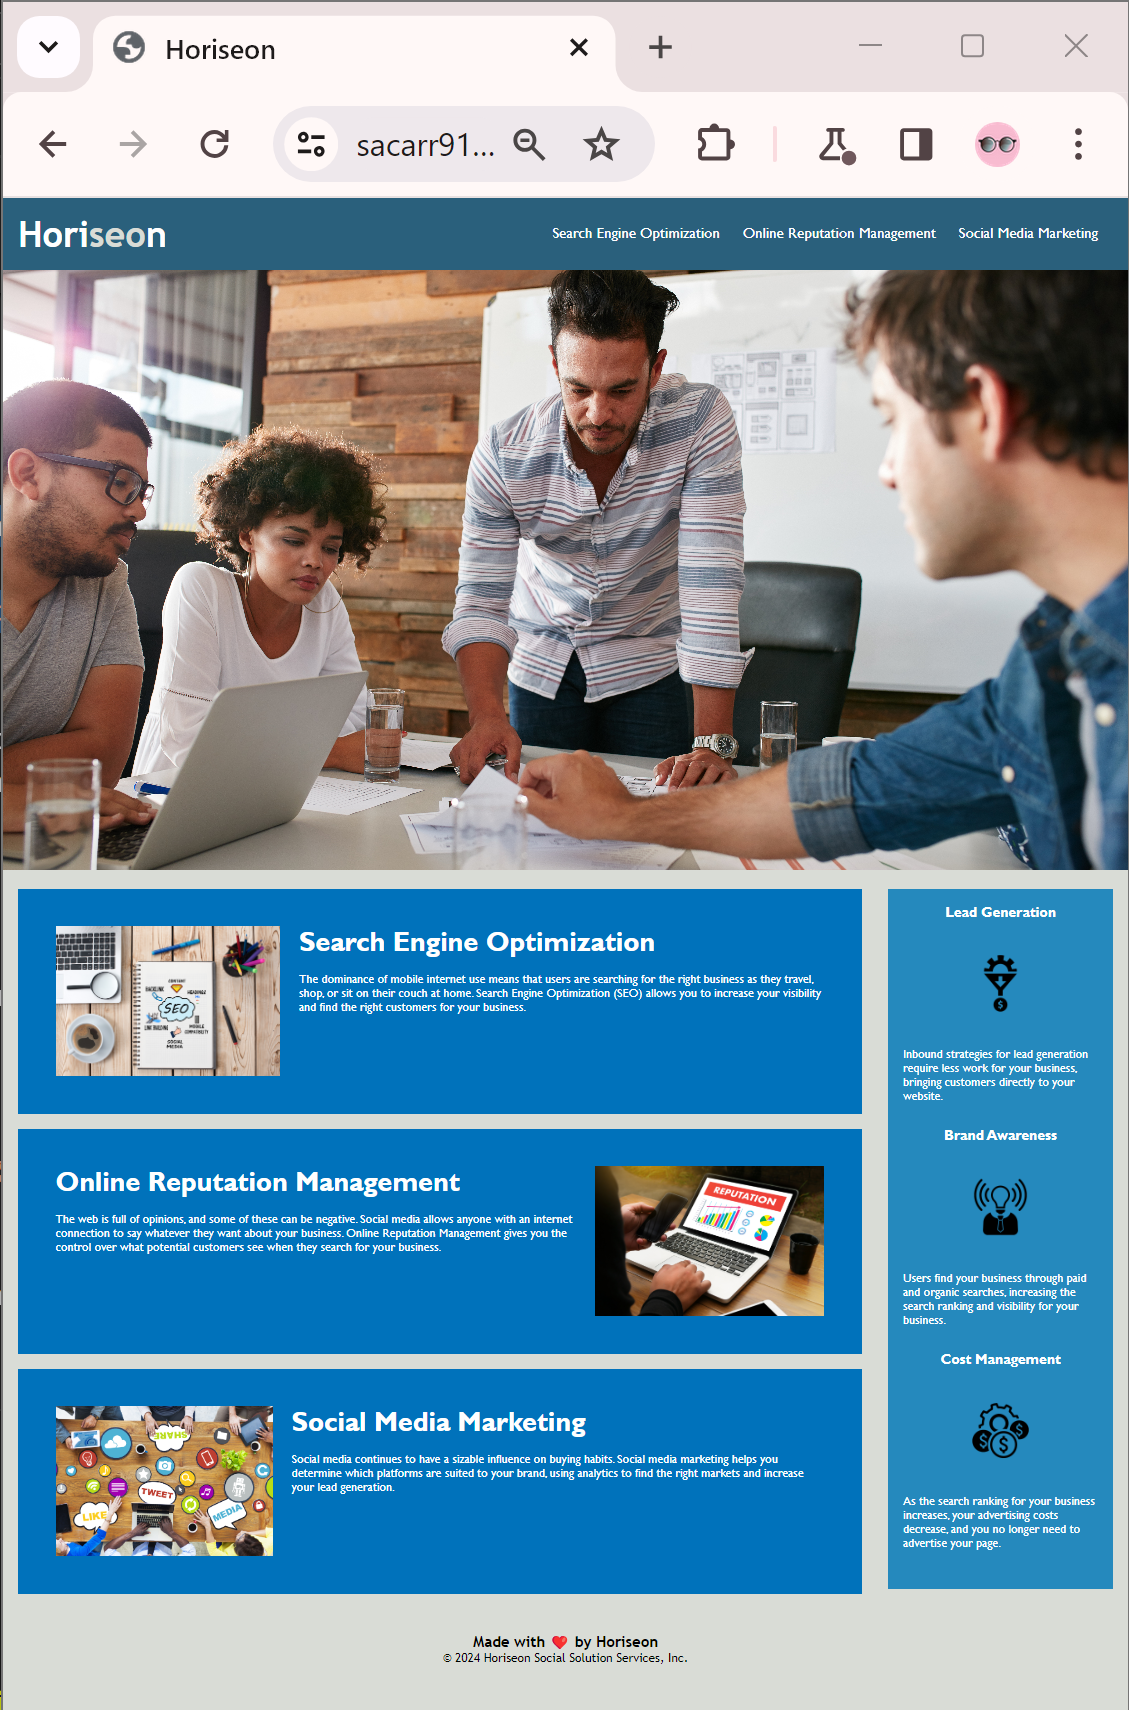 Horiseon
sacarr91...
Horiseon
Search Engine Optimization Online Reputation Management Social Media Marketing
Search Engine Optimization
The dominance of mobile internet use means that users are searching for the right business as they travel,
shop, or sit on their couch at home. Search Engine Optimization (SEO) allows you to increase your visibility
and find the right customers for your business.
SEO
SOCIAL
MEDIA
Online Reputation Management
The web is full of opinions, and some of these can be negative. Social media allows anyone with an internet
connection to say whatever they want about your business. Online Reputation Management gives you the
control over what potential customers see when they search for your business.
REPUTATION
Social Media Marketing
Social media continues to have a sizable influence on buying habits. Social media marketing helps you
determine which platforms are suited to your brand, using analytics to find the right markets and increase
your lead generation.
SHARE
TWEET
LIKE
MEDIA
Lead Generation
Inbound strategies for lead generation
require less work for your business,
bringing customers directly to your
website.
Brand Awareness
Users find your business through paid
and organic searches, increasing the
search ranking and visibility for your
business.
Cost Management
As the search ranking for your business
increases, your advertising costs
decrease, and you no longer need to
advertise your page.
Made with ❤️ by Horiseon
© 2024 Horiseon Social Solution Services, Inc.